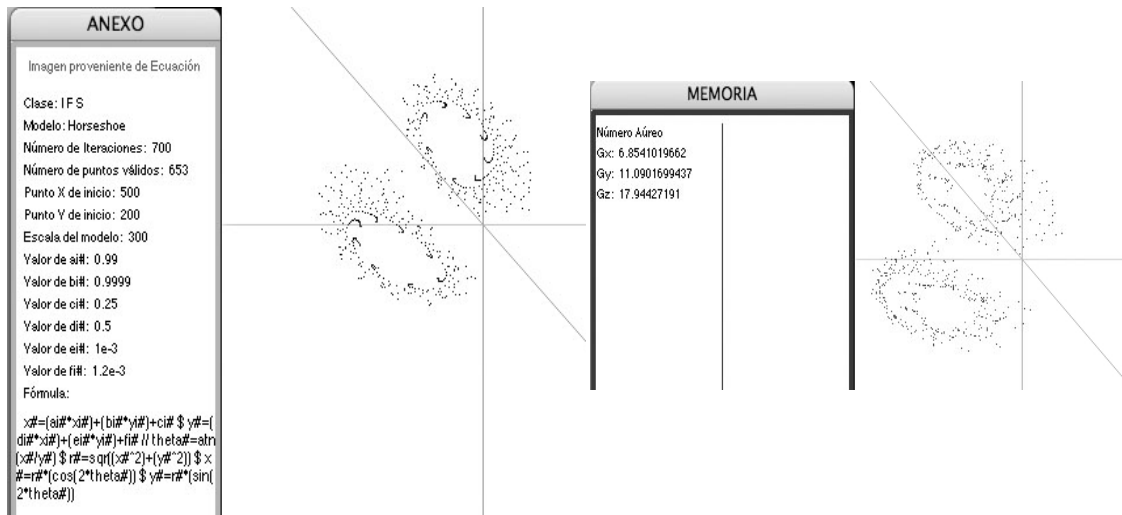 ANEXO
Imagen proveniente de Ecuación
Clase: I F S
Modelo: Horseshoe
Número de Iteraciones: 700
Número de puntos válidos: 653
Punto X de inicio: 500
Punto Y de inicio: 200
Escala del modelo: 300
Valor de ai#: 0.99
Valor de bi#: 0.9999
Valor de ci#: 0.25
Valor de di#: 0.5
Valor de ei#: 1e-3
Valor de fi#: 1.2e-3
Fórmula:
x#=(ai#*xi#)+(bi#*yi#)+ci# $ y#=(
di#*xi#)+(ei#*yi#)+fi# // theta#=atn
(x#/y#) $ r#=sqr((x#^2)+(y#^2)) $ x
#=r#*(cos(2*theta#)) $ y#=r#*(sin(
2*theta#))
MEMORIA
Número Aúreo
Gx: 6.8541019662
Gy: 11.0901699437
Gz: 17.94427191